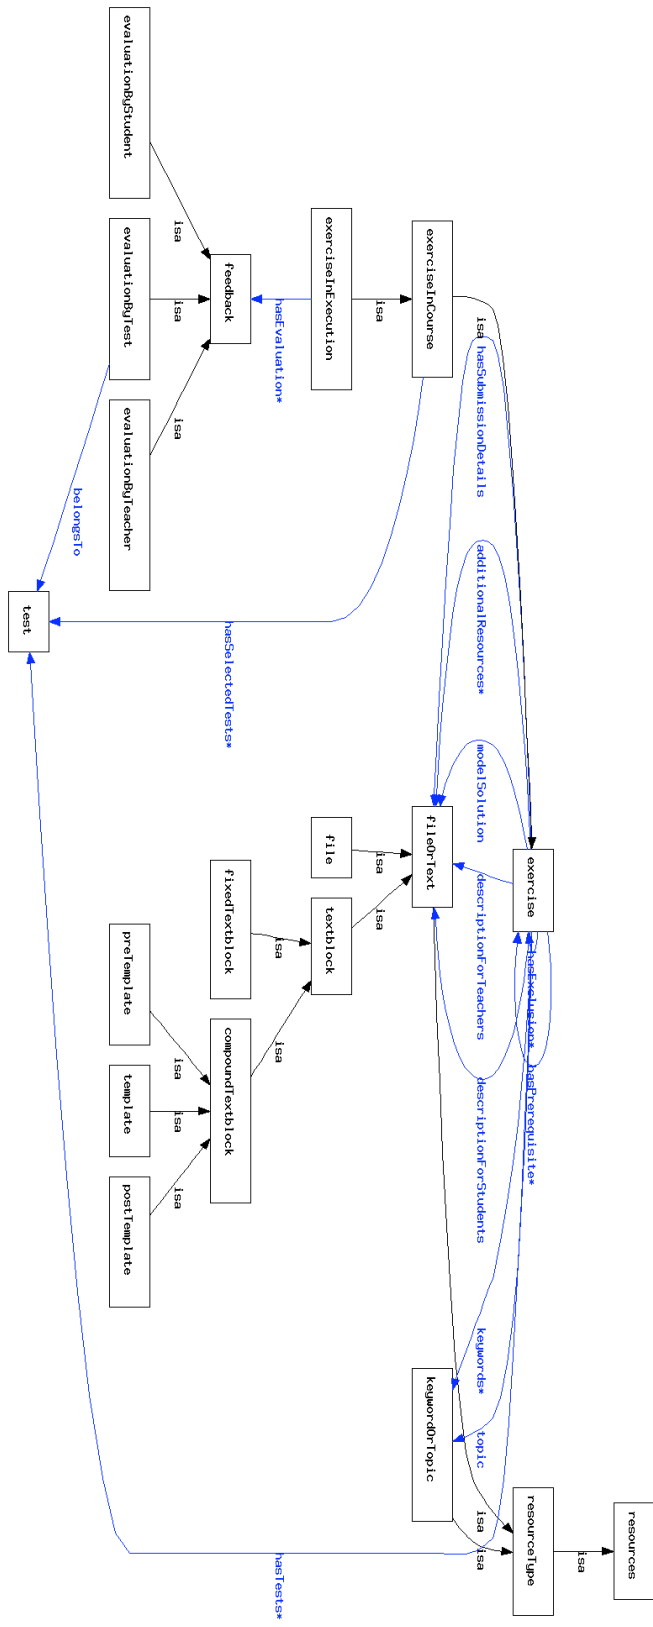 resources
isa
resourceType
isa
isa
keywordOrTopic
topic
keywords*
hasTests*
exercise
hasExclusion*
hasPrerequisite*
isa
hasSubmissionDetails
additionalResources*
modelSolution
descriptionForTeachers
descriptionForStudents
fileOrText
exerciseInCourse
isa
exerciseInExecution
hasEvaluation*
hasSelectedTests*
isa
file
isa
textblock
isa
fixedTextblock
isa
compoundTextblock
isa
preTemplate
isa
template
isa
postTemplate
feedback
isa
evaluationByStudent
isa
evaluationByTest
isa
evaluationByTeacher
belongsTo
test